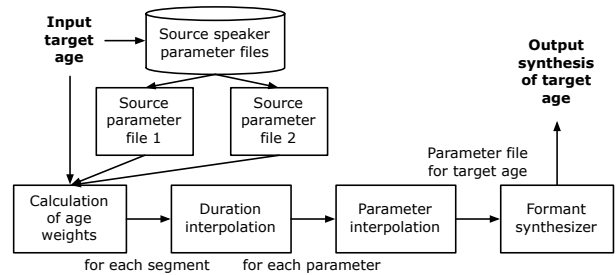 Input
target
age
Source speaker
parameter files
Output
synthesis
of target
age
Source
parameter
file 1
Source
parameter
file 2
Parameter file
for target age
Calculation
of age
weights
Duration
interpolation
Parameter
interpolation
Formant
synthesizer
for each segment
for each parameter